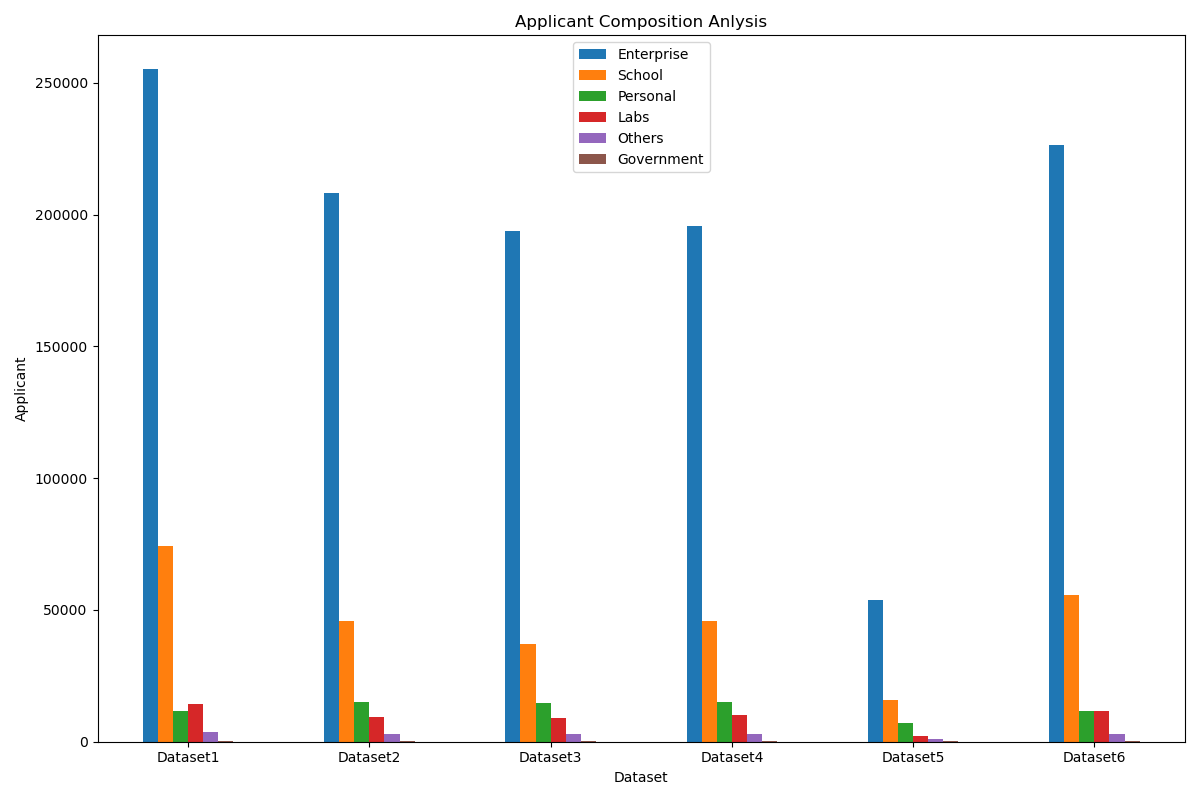 Applicant Composition Anlysis
Enterprise
School
Personal
Labs
Others
Government
Applicant
250000
200000
150000
100000
50000
0
Dataset1 Dataset2 Dataset3 Dataset4 Dataset5 Dataset6
Dataset